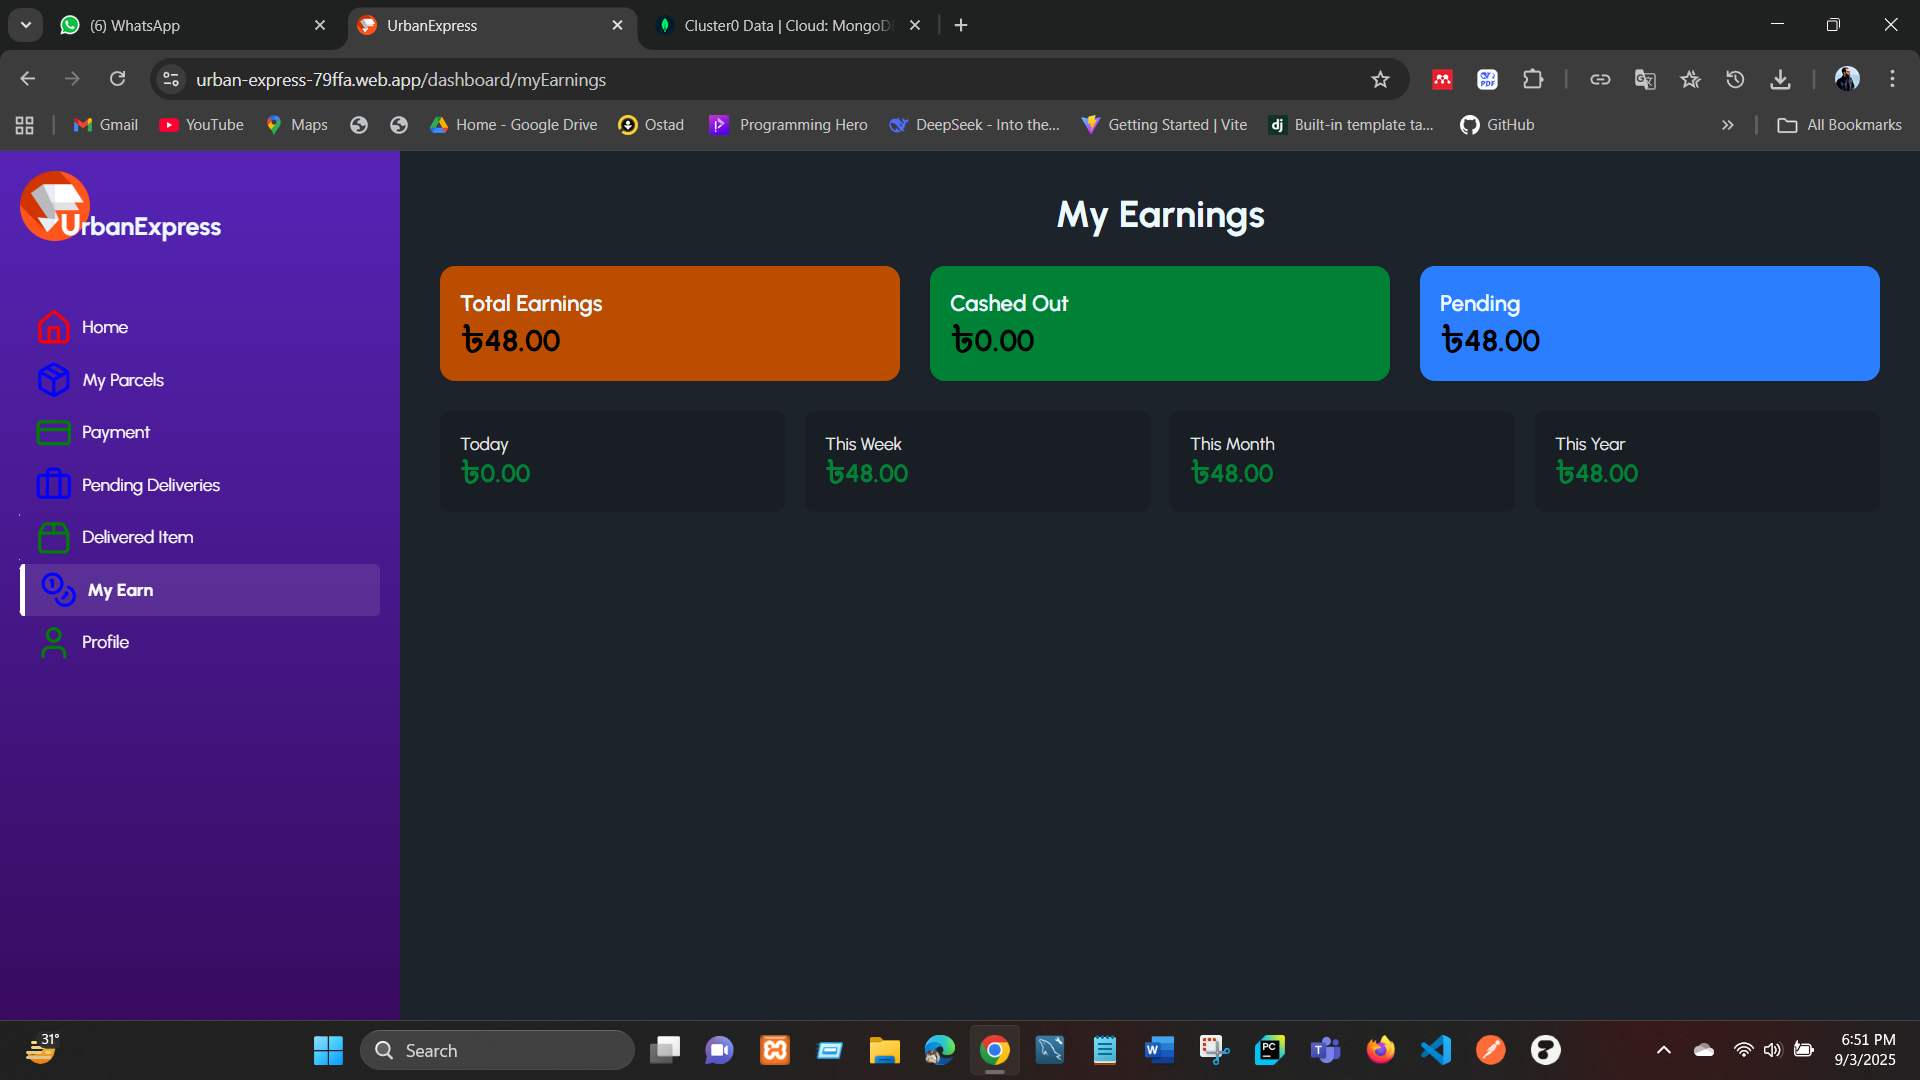 (6) WhatsApp
UrbanExpress
Cluster0 Data | Cloud: MongoD
urban-express-79ffa.web.app/dashboard/myEarnings
Gmail
YouTube
Maps
Home - Google Drive
Ostad
Programming Hero
DeepSeek - Into the...
Getting Started | Vite
Built-in template ta...
GitHub
All Bookmarks
UrbanExpress
Home
My Parcels
Payment
Pending Deliveries
Delivered Item
My Earn
Profile
My Earnings
Total Earnings
৳48.00
Cashed Out
৳0.00
Pending
৳48.00
Today
৳0.00
This Week
৳48.00
This Month
৳48.00
This Year
৳48.00
31°
Search
6:51 PM
9/3/2025